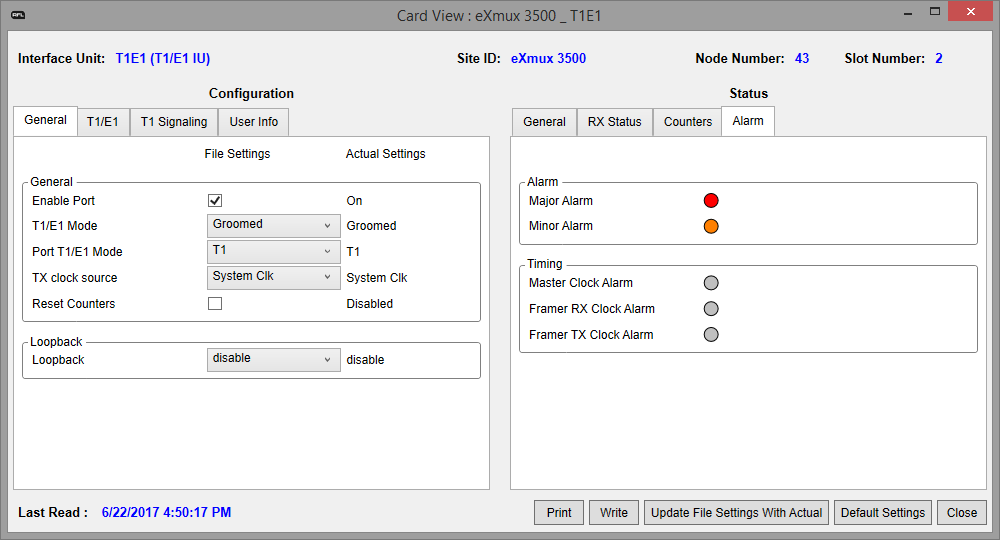 AFL Card View : eXmux 3500 _ T1E1
Interface Unit: T1E1 (T1/E1 IU) Site ID: eXmux 3500 Node Number: 43 Slot Number: 2
Configuration
General T1/E1 T1 Signaling User Info
File Settings Actual Settings
General
Enable Port On
T1/E1 Mode Groomed Groomed
Port T1/E1 Mode T1 T1
TX clock source System Clk System Clk
Reset Counters Disabled
Loopback
Loopback disable disable
Status
General RX Status Counters Alarm
Alarm
Major Alarm
Minor Alarm
Timing
Master Clock Alarm
Framer RX Clock Alarm
Framer TX Clock Alarm
Last Read : 6/22/2017 4:50:17 PM Print Write Update File Settings With Actual Default Settings Close